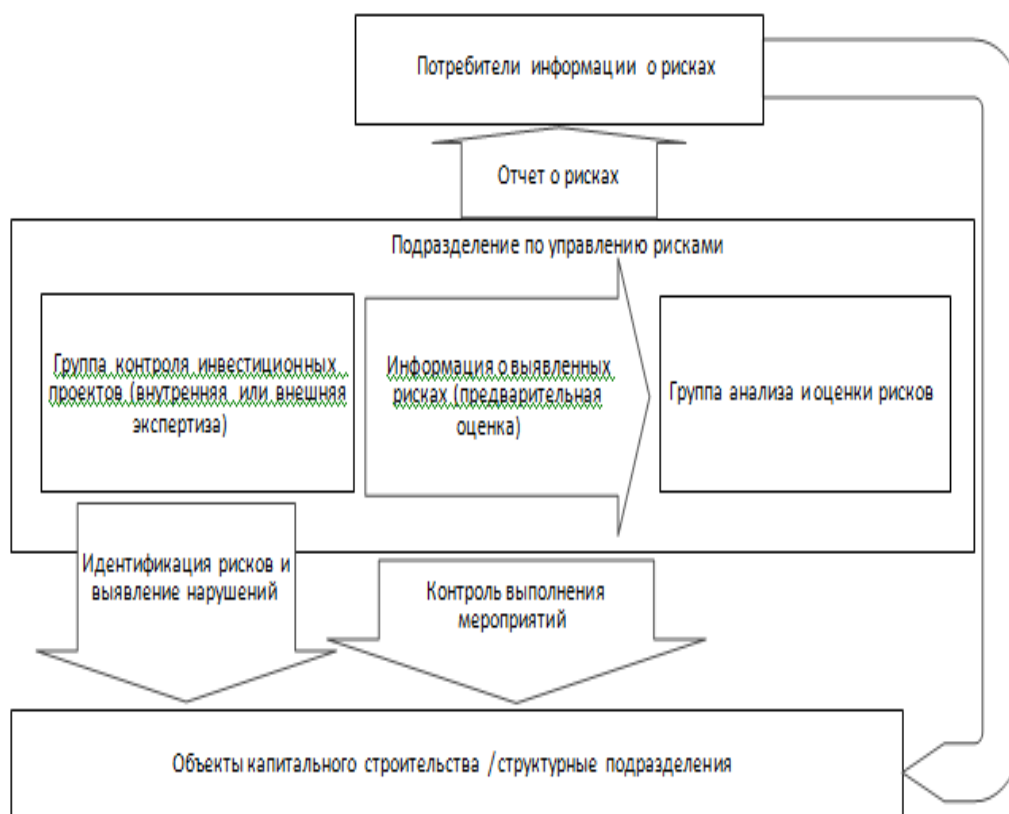 Потребители информации о рисках
Отчет о рисках
Подразделение по управлению рисками
Группа контроля инвестиционных
проектов (внутренняя или внешняя
экспертиза)
Информация о выявленных
рисках (предварительная
оценка)
Группа анализа и оценки рисков
Идентификация рисков и
выявление нарушений
Контроль выполнения
мероприятий
Объекты капитального строительства /структурные подразделения